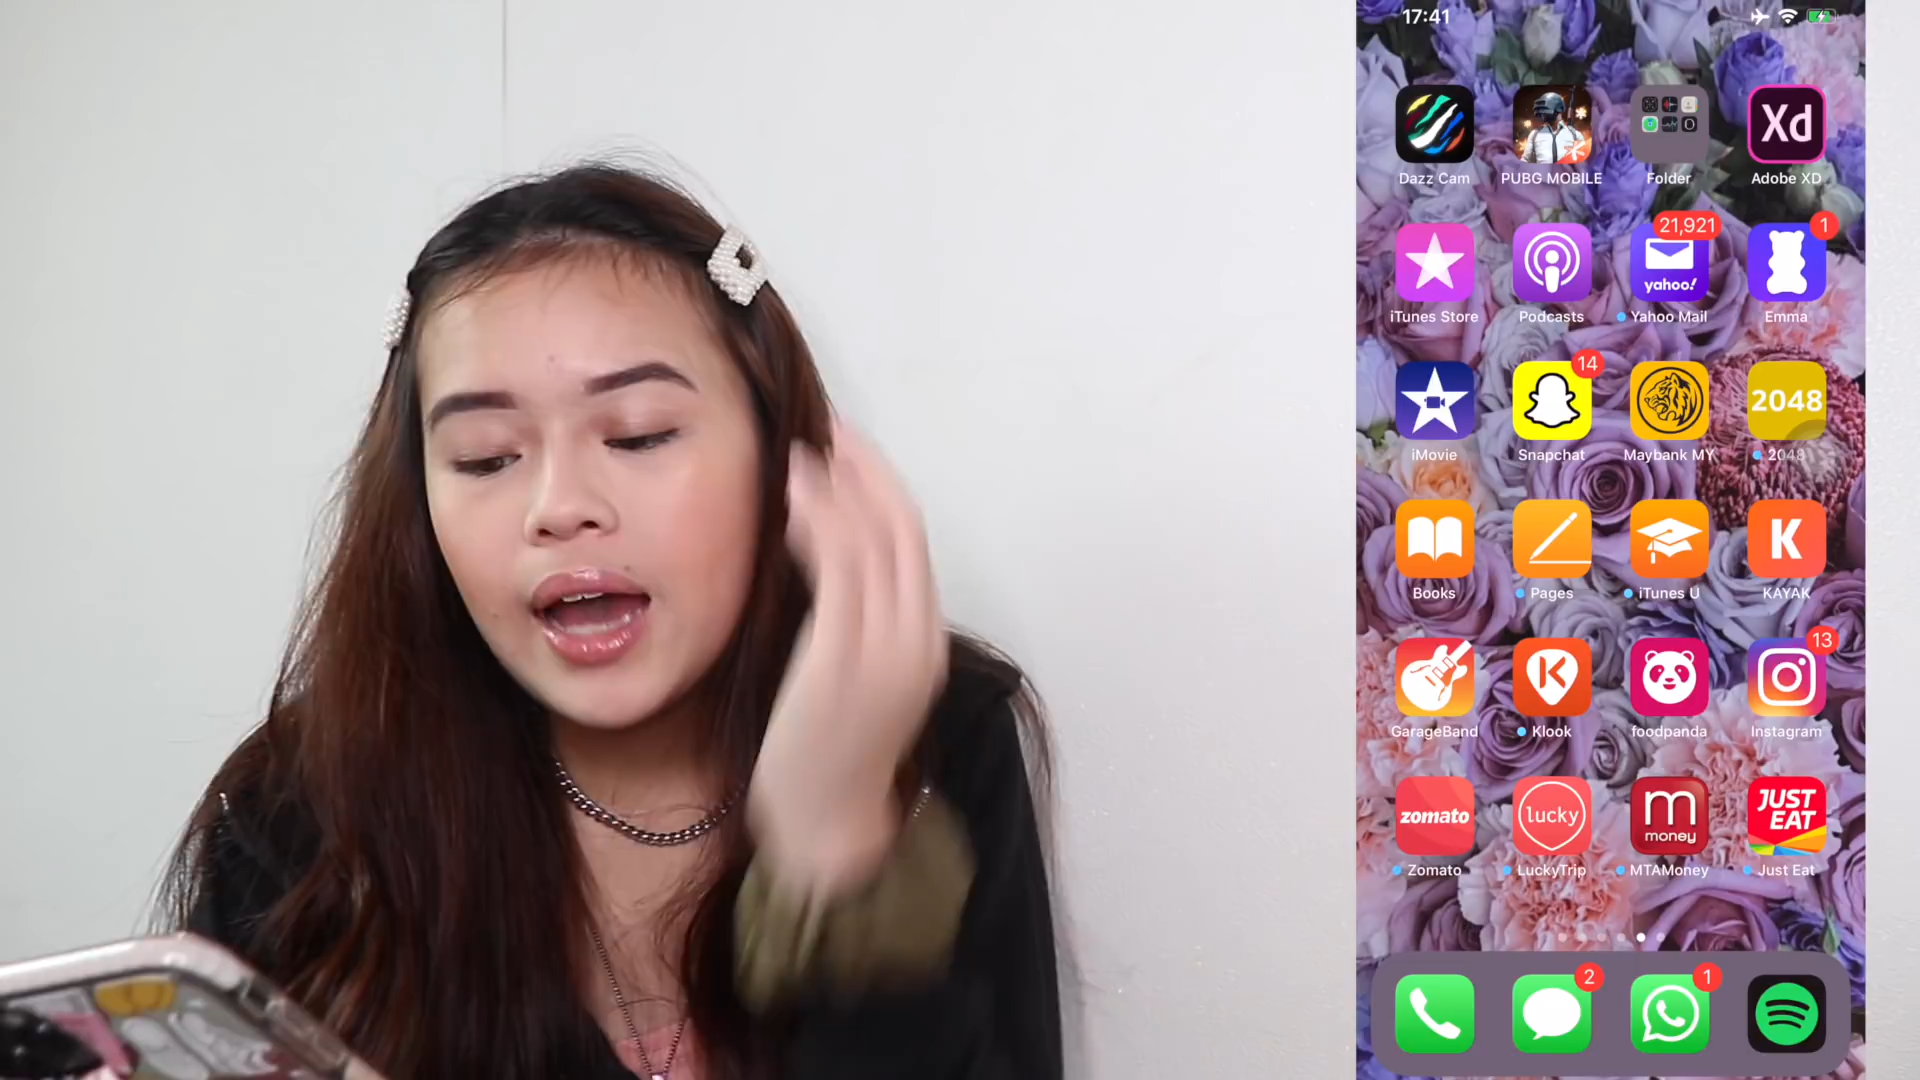 17:41
Xd
Dazz Cam
PUBG MOBILE
Folder
Adobe XD
21,921
1
yahoo!
iTunes Store
Podcasts
Yahoo Mail
Emma
14
2048
iMovie
Snapchat
Maybank MY
2048
K
Books
Pages
iTunes U
KAYAK
13
K
GarageBand
Klook
foodpanda
Instagram
zomato
lucky
m
money
JUST
EAT
Zomato
LuckyTrip
MTAMoney
Just Eat
2
1